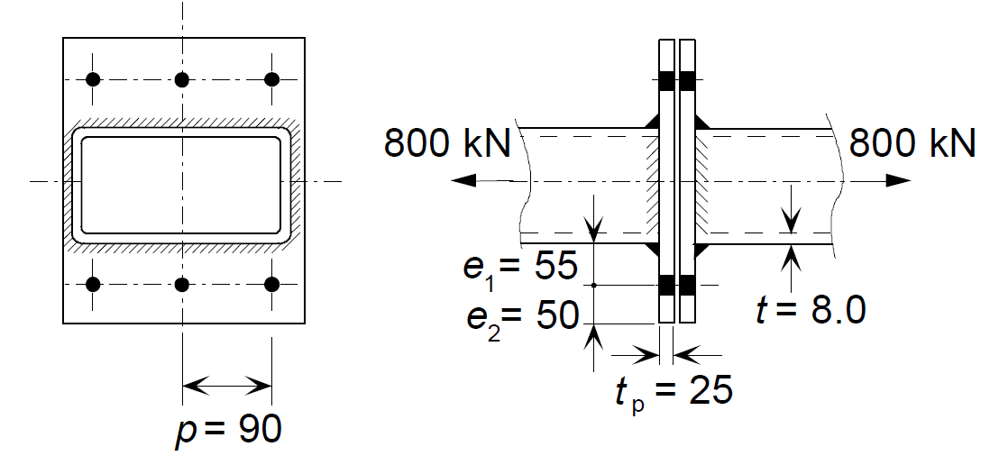 800 kN
800 kN
e1 = 55
e2 = 50
t = 8.0
tp = 25
p = 90